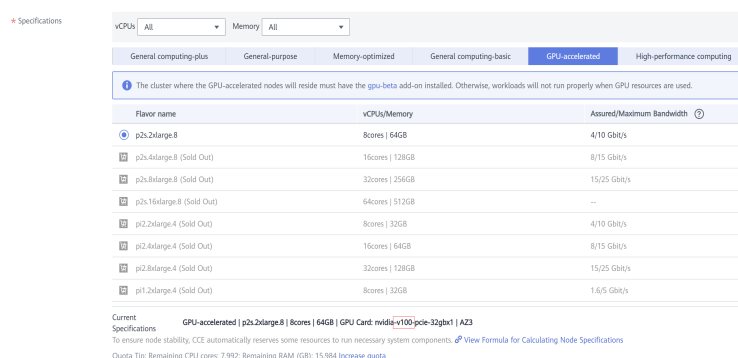 * Specifications
vCPUs All Memory All
General computing-plus General-purpose Memory-optimized General computing-basic GPU-accelerated High-performance computing
The cluster where the GPU-accelerated nodes will reside must have the gpu-beta add-on installed. Otherwise, workloads will not run properly when GPU resources are used.
Flavor name vCPUs/Memory Assured/Maximum Bandwidth ?
p2s.2xlarge.8 8cores | 64GB 4/10 Gbit/s
p2s.4xlarge.8 (Sold Out) 16cores | 128GB 8/15 Gbit/s
p2s.8xlarge.8 (Sold Out) 32cores | 256GB 15/25 Gbit/s
p2s.16xlarge.8 (Sold Out) 64cores | 512GB --
pi2.2xlarge.4 (Sold Out) 8cores | 32GB 4/10 Gbit/s
pi2.4xlarge.4 (Sold Out) 16cores | 64GB 8/15 Gbit/s
pi2.8xlarge.4 (Sold Out) 32cores | 128GB 15/25 Gbit/s
pi1.2xlarge.4 (Sold Out) 8cores | 32GB 1.6/5 Gbit/s
Current
Specifications GPU-accelerated | p2s.2xlarge.8 | 8cores | 64GB | GPU Card: nvidia-v100-pcie-32gbx1 | AZ3
To ensure node stability, CCE automatically reserves some resources to run necessary system components. View Formula for Calculating Node Specifications
Quota Tip: Remaining CPU cores: 7,992; Remaining RAM (GB): 15,984 Increase quota